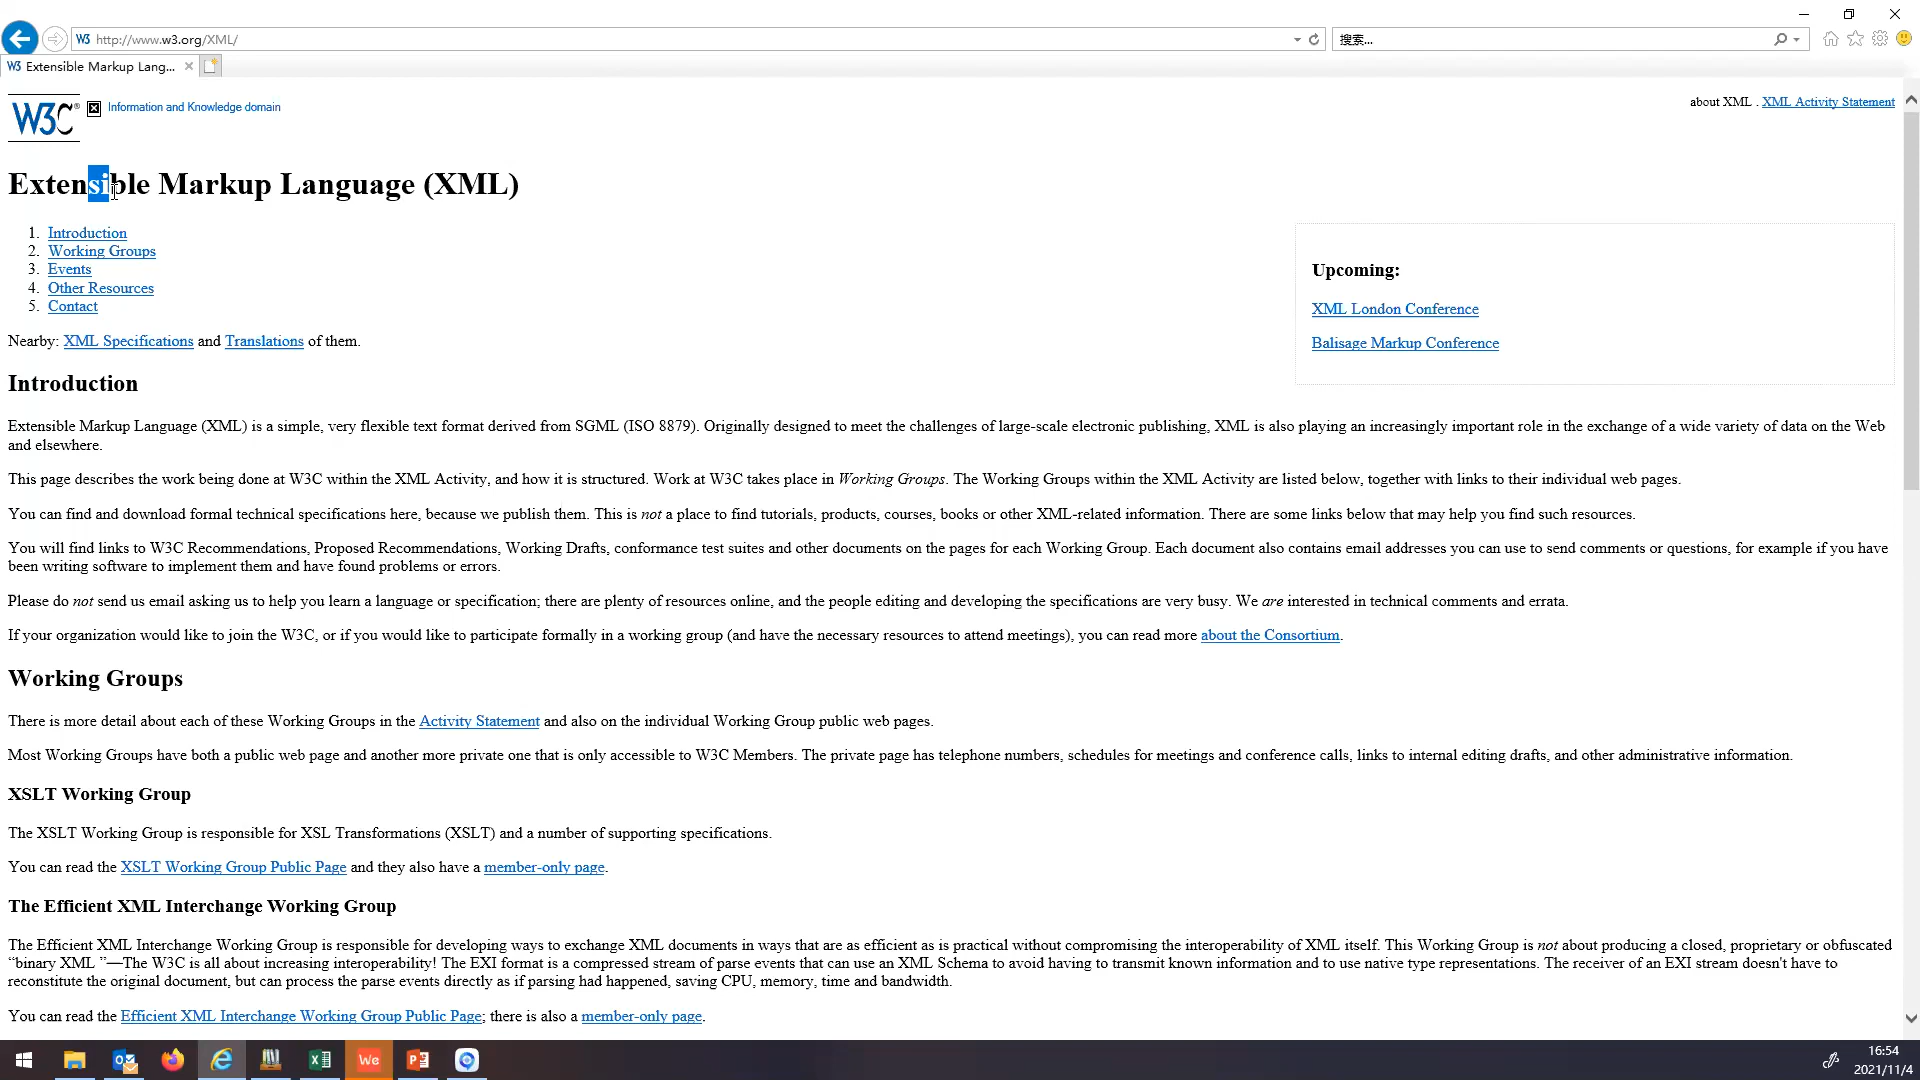 W3 http://www.w3.org/XML/
搜索...
W3 Extensible Markup Lang...
W3C® Information and Knowledge domain
about XML . XML Activity Statement
Extensible Markup Language (XML)
1. Introduction
2. Working Groups
3. Events
4. Other Resources
5. Contact
Upcoming:
XML London Conference
Balisage Markup Conference
Nearby: XML Specifications and Translations of them.
Introduction
Extensible Markup Language (XML) is a simple, very flexible text format derived from SGML (ISO 8879). Originally designed to meet the challenges of large-scale electronic publishing, XML is also playing an increasingly important role in the exchange of a wide variety of data on the Web
and elsewhere.
This page describes the work being done at W3C within the XML Activity, and how it is structured. Work at W3C takes place in Working Groups. The Working Groups within the XML Activity are listed below, together with links to their individual web pages.
You can find and download formal technical specifications here, because we publish them. This is not a place to find tutorials, products, courses, books or other XML-related information. There are some links below that may help you find such resources.
You will find links to W3C Recommendations, Proposed Recommendations, Working Drafts, conformance test suites and other documents on the pages for each Working Group. Each document also contains email addresses you can use to send comments or questions, for example if you have
been writing software to implement them and have found problems or errors.
Please do not send us email asking us to help you learn a language or specification; there are plenty of resources online, and the people editing and developing the specifications are very busy. We are interested in technical comments and errata.
If your organization would like to join the W3C, or if you would like to participate formally in a working group (and have the necessary resources to attend meetings), you can read more about the Consortium.
Working Groups
There is more detail about each of these Working Groups in the Activity Statement and also on the individual Working Group public web pages.
Most Working Groups have both a public web page and another more private one that is only accessible to W3C Members. The private page has telephone numbers, schedules for meetings and conference calls, links to internal editing drafts, and other administrative information.
XSLT Working Group
The XSLT Working Group is responsible for XSL Transformations (XSLT) and a number of supporting specifications.
You can read the XSLT Working Group Public Page and they also have a member-only page.
The Efficient XML Interchange Working Group
The Efficient XML Interchange Working Group is responsible for developing ways to exchange XML documents in ways that are as efficient as is practical without compromising the interoperability of XML itself. This Working Group is not about producing a closed, proprietary or obfuscated
“binary XML ”—The W3C is all about increasing interoperability! The EXI format is a compressed stream of parse events that can use an XML Schema to avoid having to transmit known information and to use native type representations. The receiver of an EXI stream doesn't have to
reconstitute the original document, but can process the parse events directly as if parsing had happened, saving CPU, memory, time and bandwidth.
You can read the Efficient XML Interchange Working Group Public Page; there is also a member-only page.
We
16:54
2021/11/4